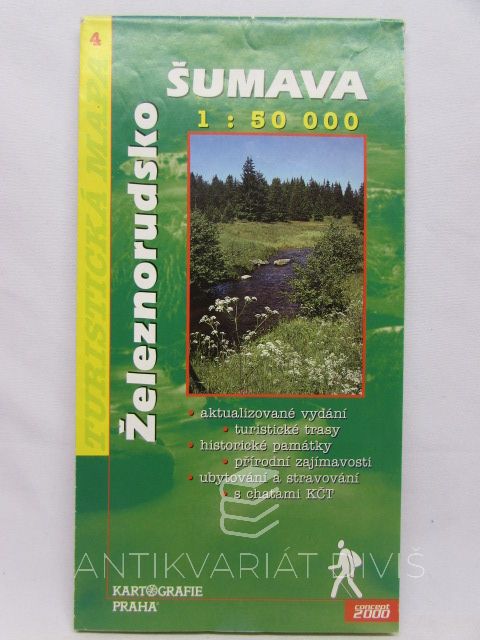 4
TURISTICKÁ MAPA
Železnorudsko
ŠUMAVA
1 : 50 000
• aktualizované vydání
• turistické trasy
• historické památky
• přírodní zajímavosti
• ubytování a stravování
• s chatami KČT
ANTIKVARIÁT DIVIŠ
KARTOGRAFIE
PRAHA
concept
2000